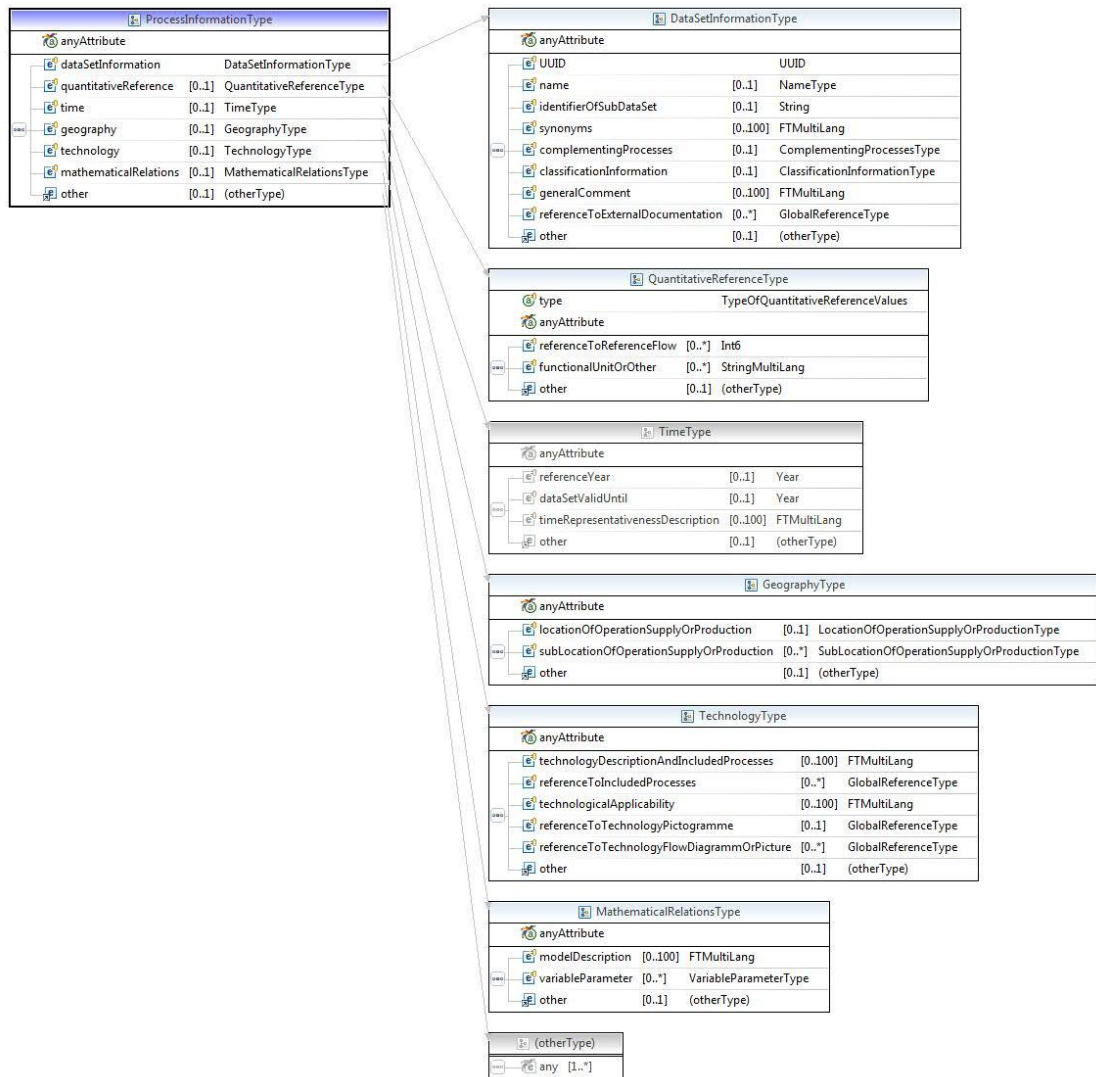 ProcessInformationType
anyAttribute
dataSetInformation DataSetInformationType
quantitativeReference [0..1] QuantitativeReferenceType
time [0..1] TimeType
geography [0..1] GeographyType
technology [0..1] TechnologyType
mathematicalRelations [0..1] MathematicalRelationsType
other [0..1] (otherType)
DataSetInformationType
anyAttribute
UUID UUID
name [0..1] NameType
identifierOfSubDataSet [0..1] String
synonyms [0..100] FTMultiLang
complementingProcesses [0..1] ComplementingProcessesType
classificationInformation [0..1] ClassificationInformationType
generalComment [0..100] FTMultiLang
referenceToExternalDocumentation [0..*] GlobalReferenceType
other [0..1] (otherType)
QuantitativeReferenceType
type TypeOfQuantitativeReferenceValues
anyAttribute
referenceToReferenceFlow [0..*] Int6
functionalUnitOrOther [0..*] StringMultiLang
other [0..1] (otherType)
TimeType
anyAttribute
referenceYear [0..1] Year
dataSetValidUntil [0..1] Year
timeRepresentativenessDescription [0..100] FTMultiLang
other [0..1] (otherType)
GeographyType
anyAttribute
locationOfOperationSupplyOrProduction [0..1] LocationOfOperationSupplyOrProductionType
subLocationOfOperationSupplyOrProduction [0..*] SubLocationOfOperationSupplyOrProductionType
other [0..1] (otherType)
TechnologyType
anyAttribute
technologyDescriptionAndIncludedProcesses [0..100] FTMultiLang
referenceToIncludedProcesses [0..*] GlobalReferenceType
technologicalApplicability [0..100] FTMultiLang
referenceToTechnologyPictogramme [0..1] GlobalReferenceType
referenceToTechnologyFlowDiagrammOrPicture [0..*] GlobalReferenceType
other [0..1] (otherType)
MathematicalRelationsType
anyAttribute
modelDescription [0..100] FTMultiLang
variableParameter [0..*] VariableParameterType
other [0..1] (otherType)
(otherType)
any [1..*]